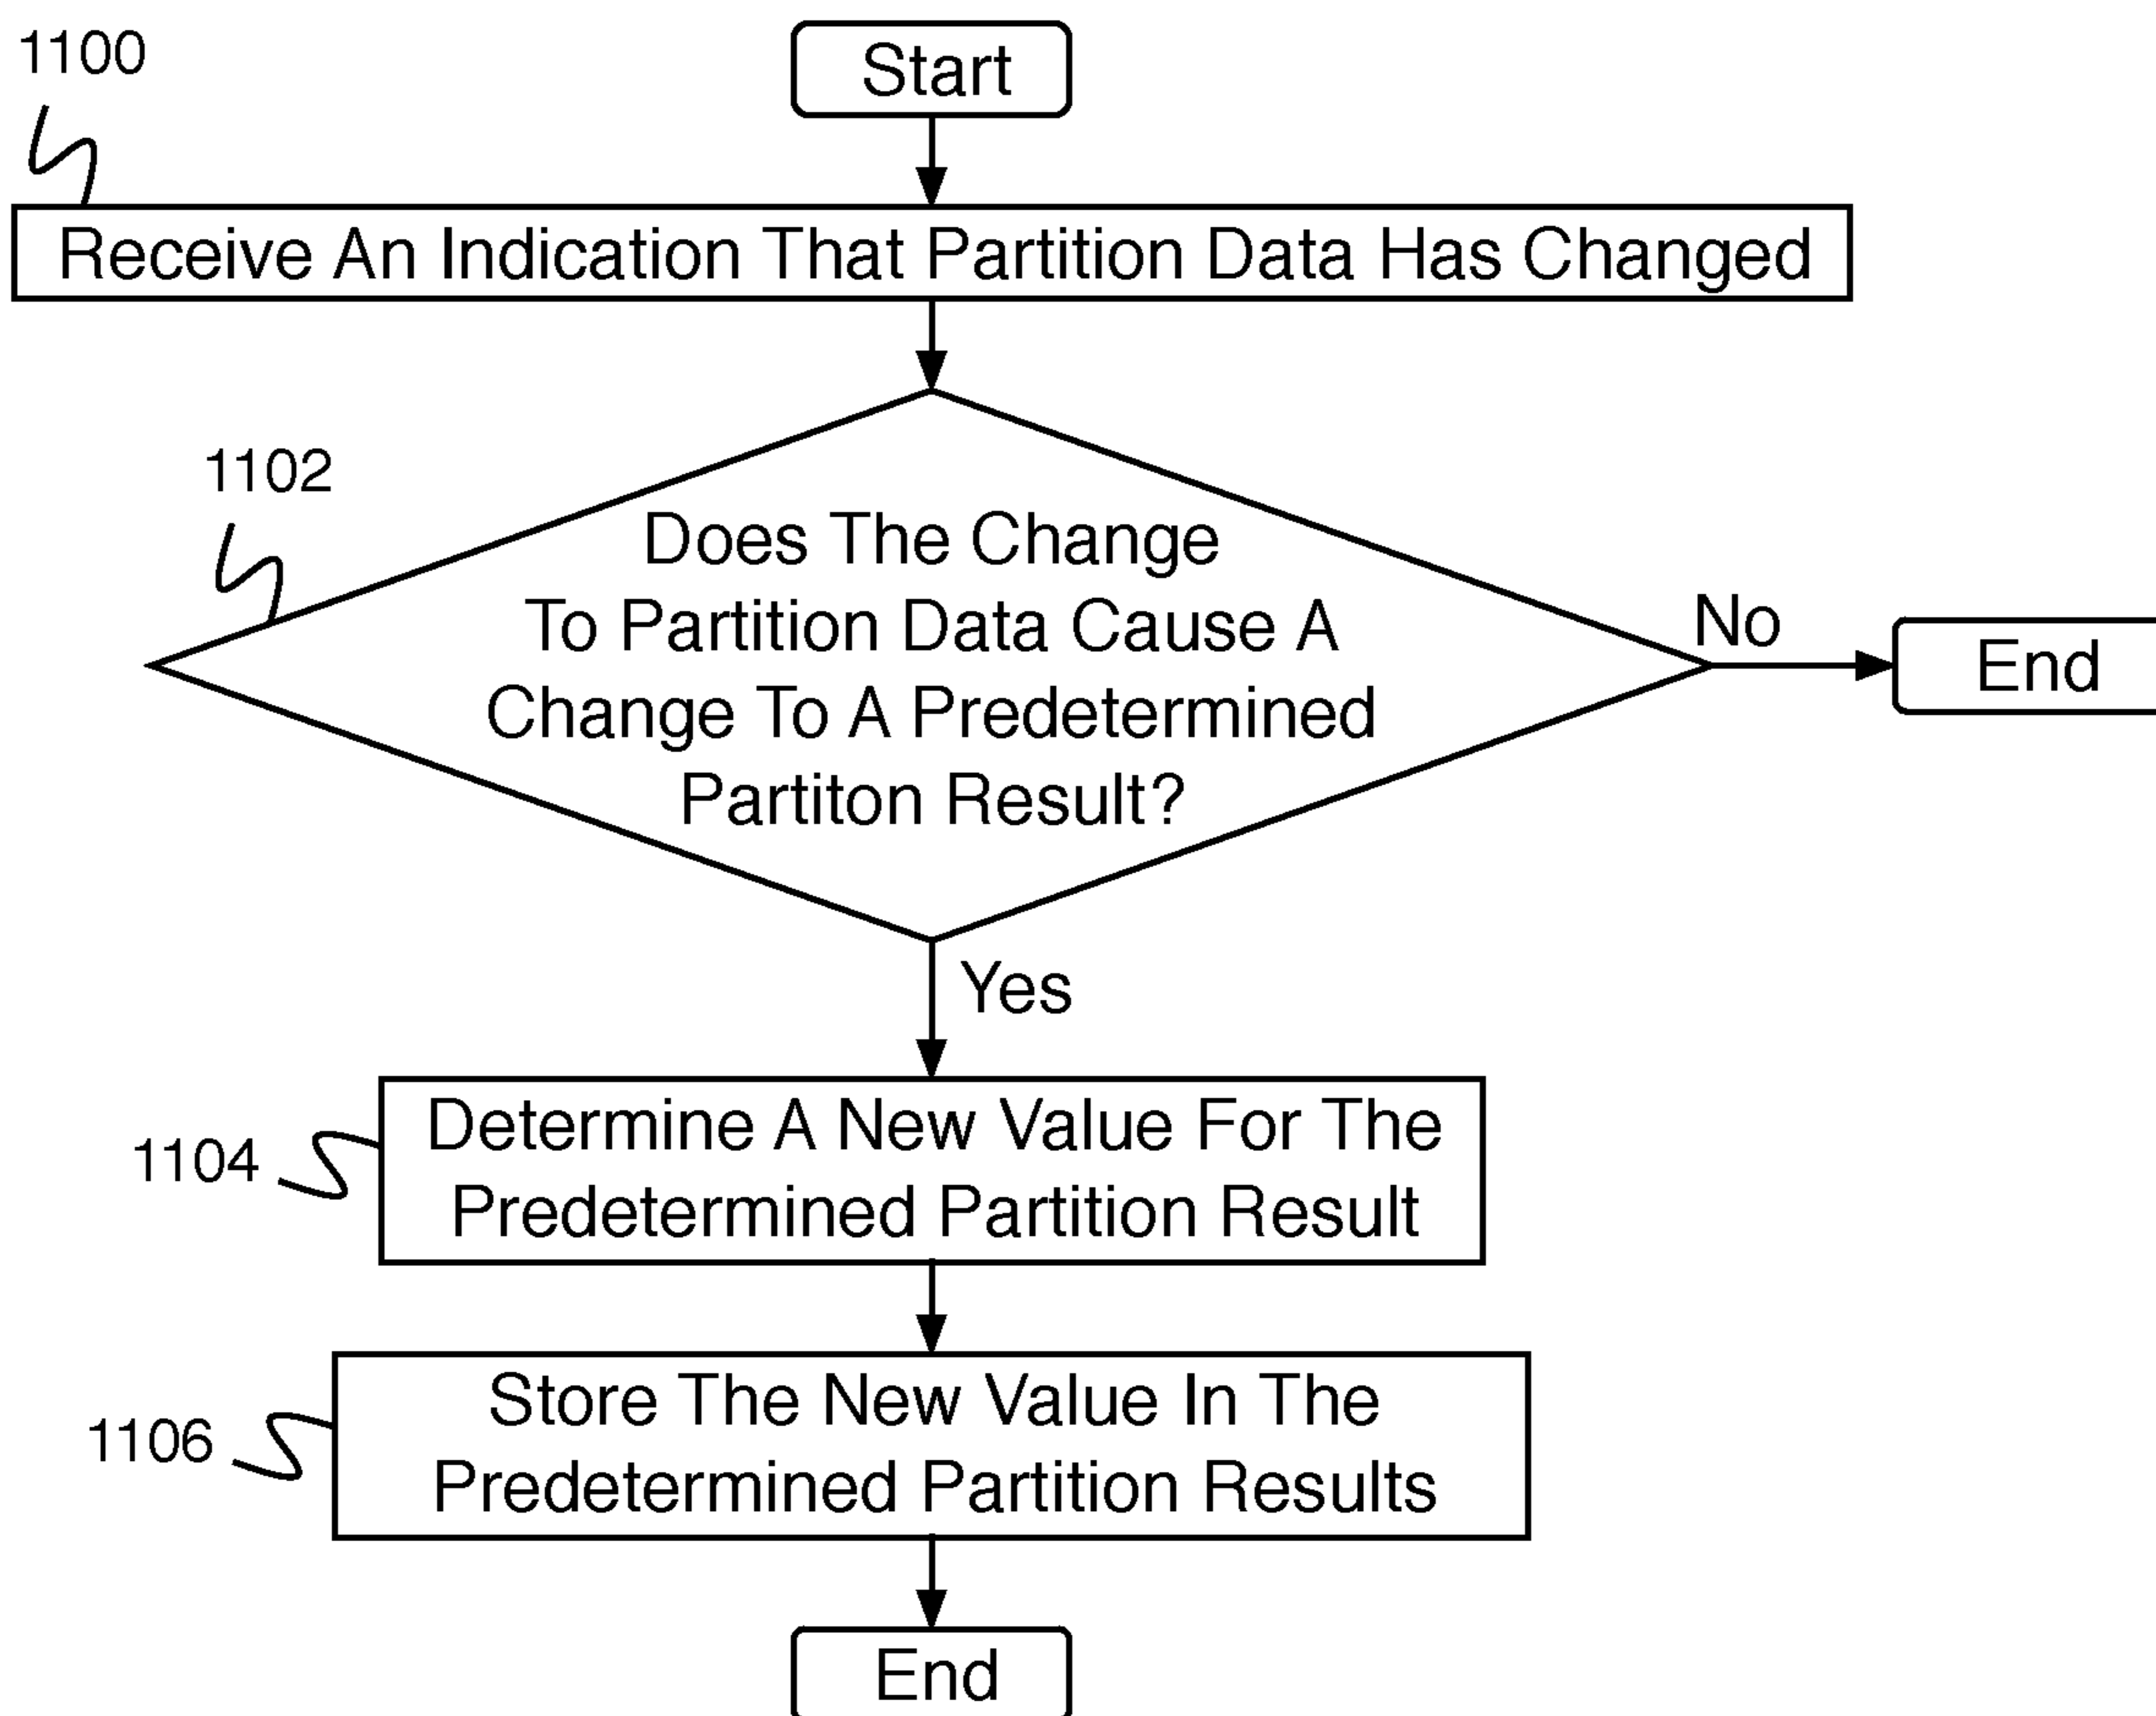 1100
Start
Receive An Indication That Partition Data Has Changed
1102
Does The Change
To Partition Data Cause A
Change To A Predetermined
Partiton Result?
No
End
Yes
1104
Determine A New Value For The
Predetermined Partition Result
1106
Store The New Value In The
Predetermined Partition Results
End